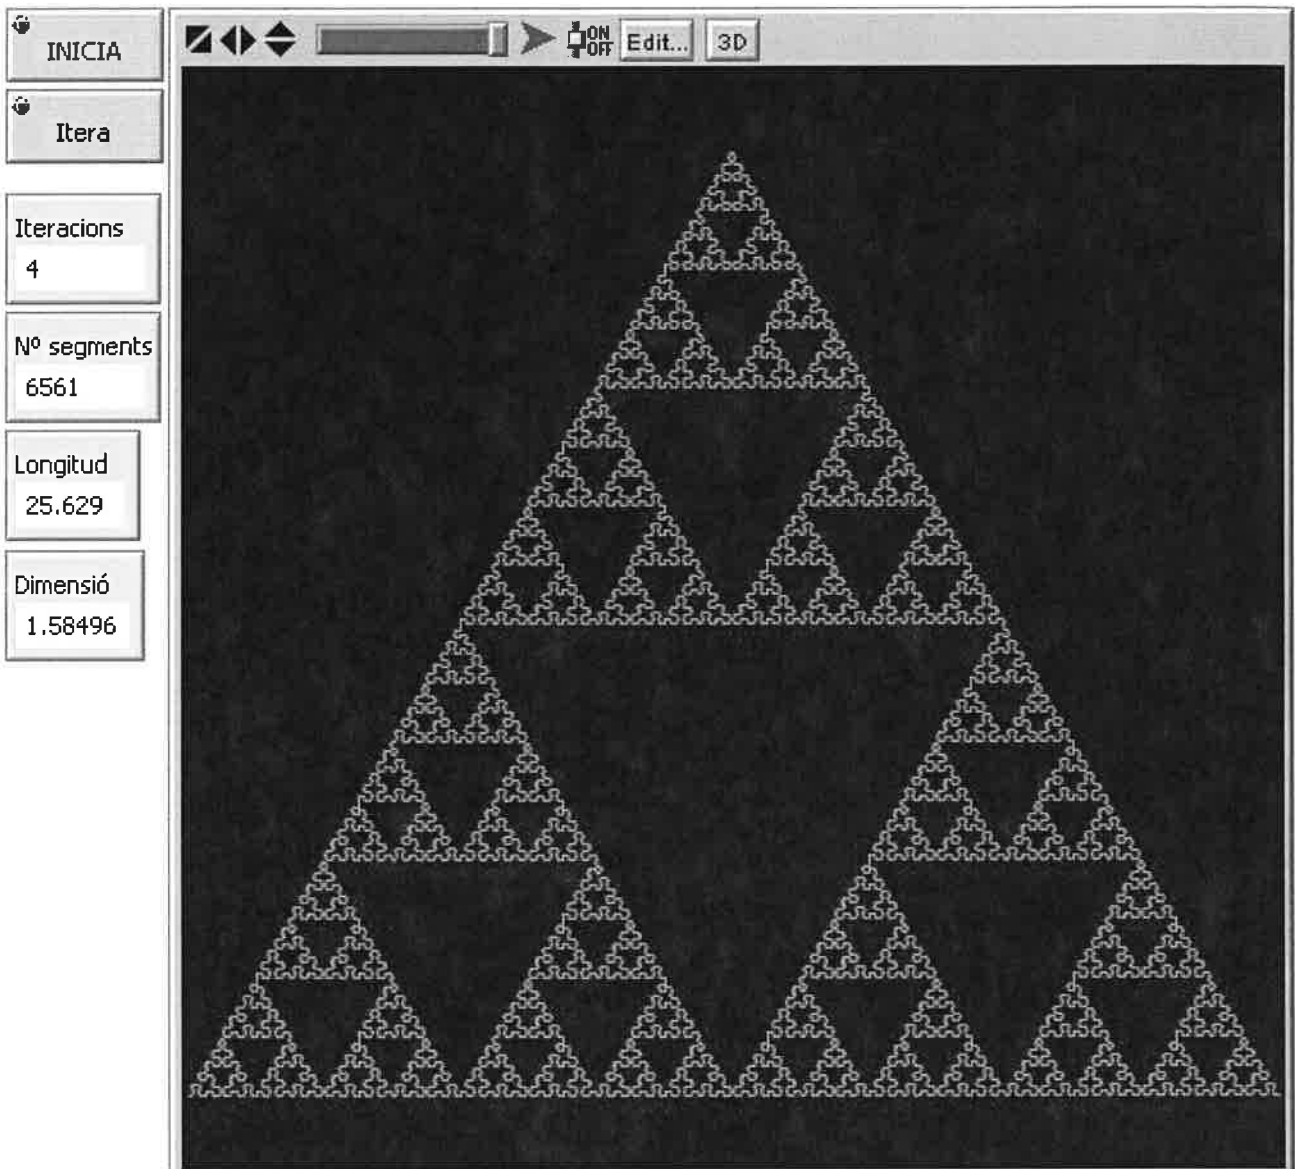 INICIA
Itera
Iteracions
4
Nº segments
6561
Longitud
25.629
Dimensió
1.58496
ON
OFF
Edit...
3D